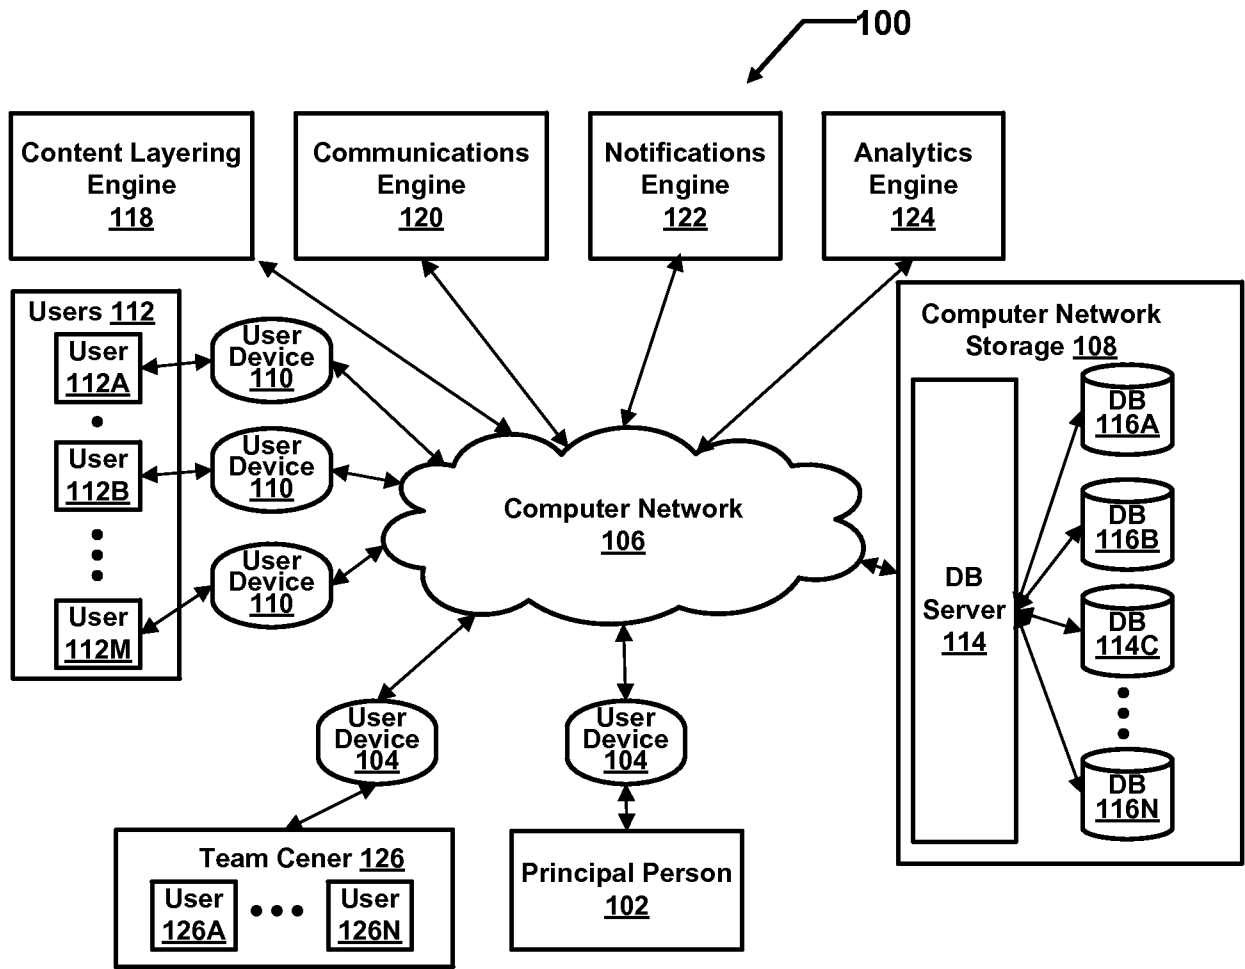 100
Content Layering
Engine
118
Communications
Engine
120
Notifications
Engine
122
Analytics
Engine
124
Users 112
User
112A
User
112B
User
112M
User
Device
110
User
Device
110
User
Device
110
Computer Network
106
Computer Network
Storage 108
DB
Server
114
DB
116A
DB
116B
DB
114C
DB
116N
User
Device
104
User
Device
104
Team Cener 126
User
126A
User
126N
Principal Person
102